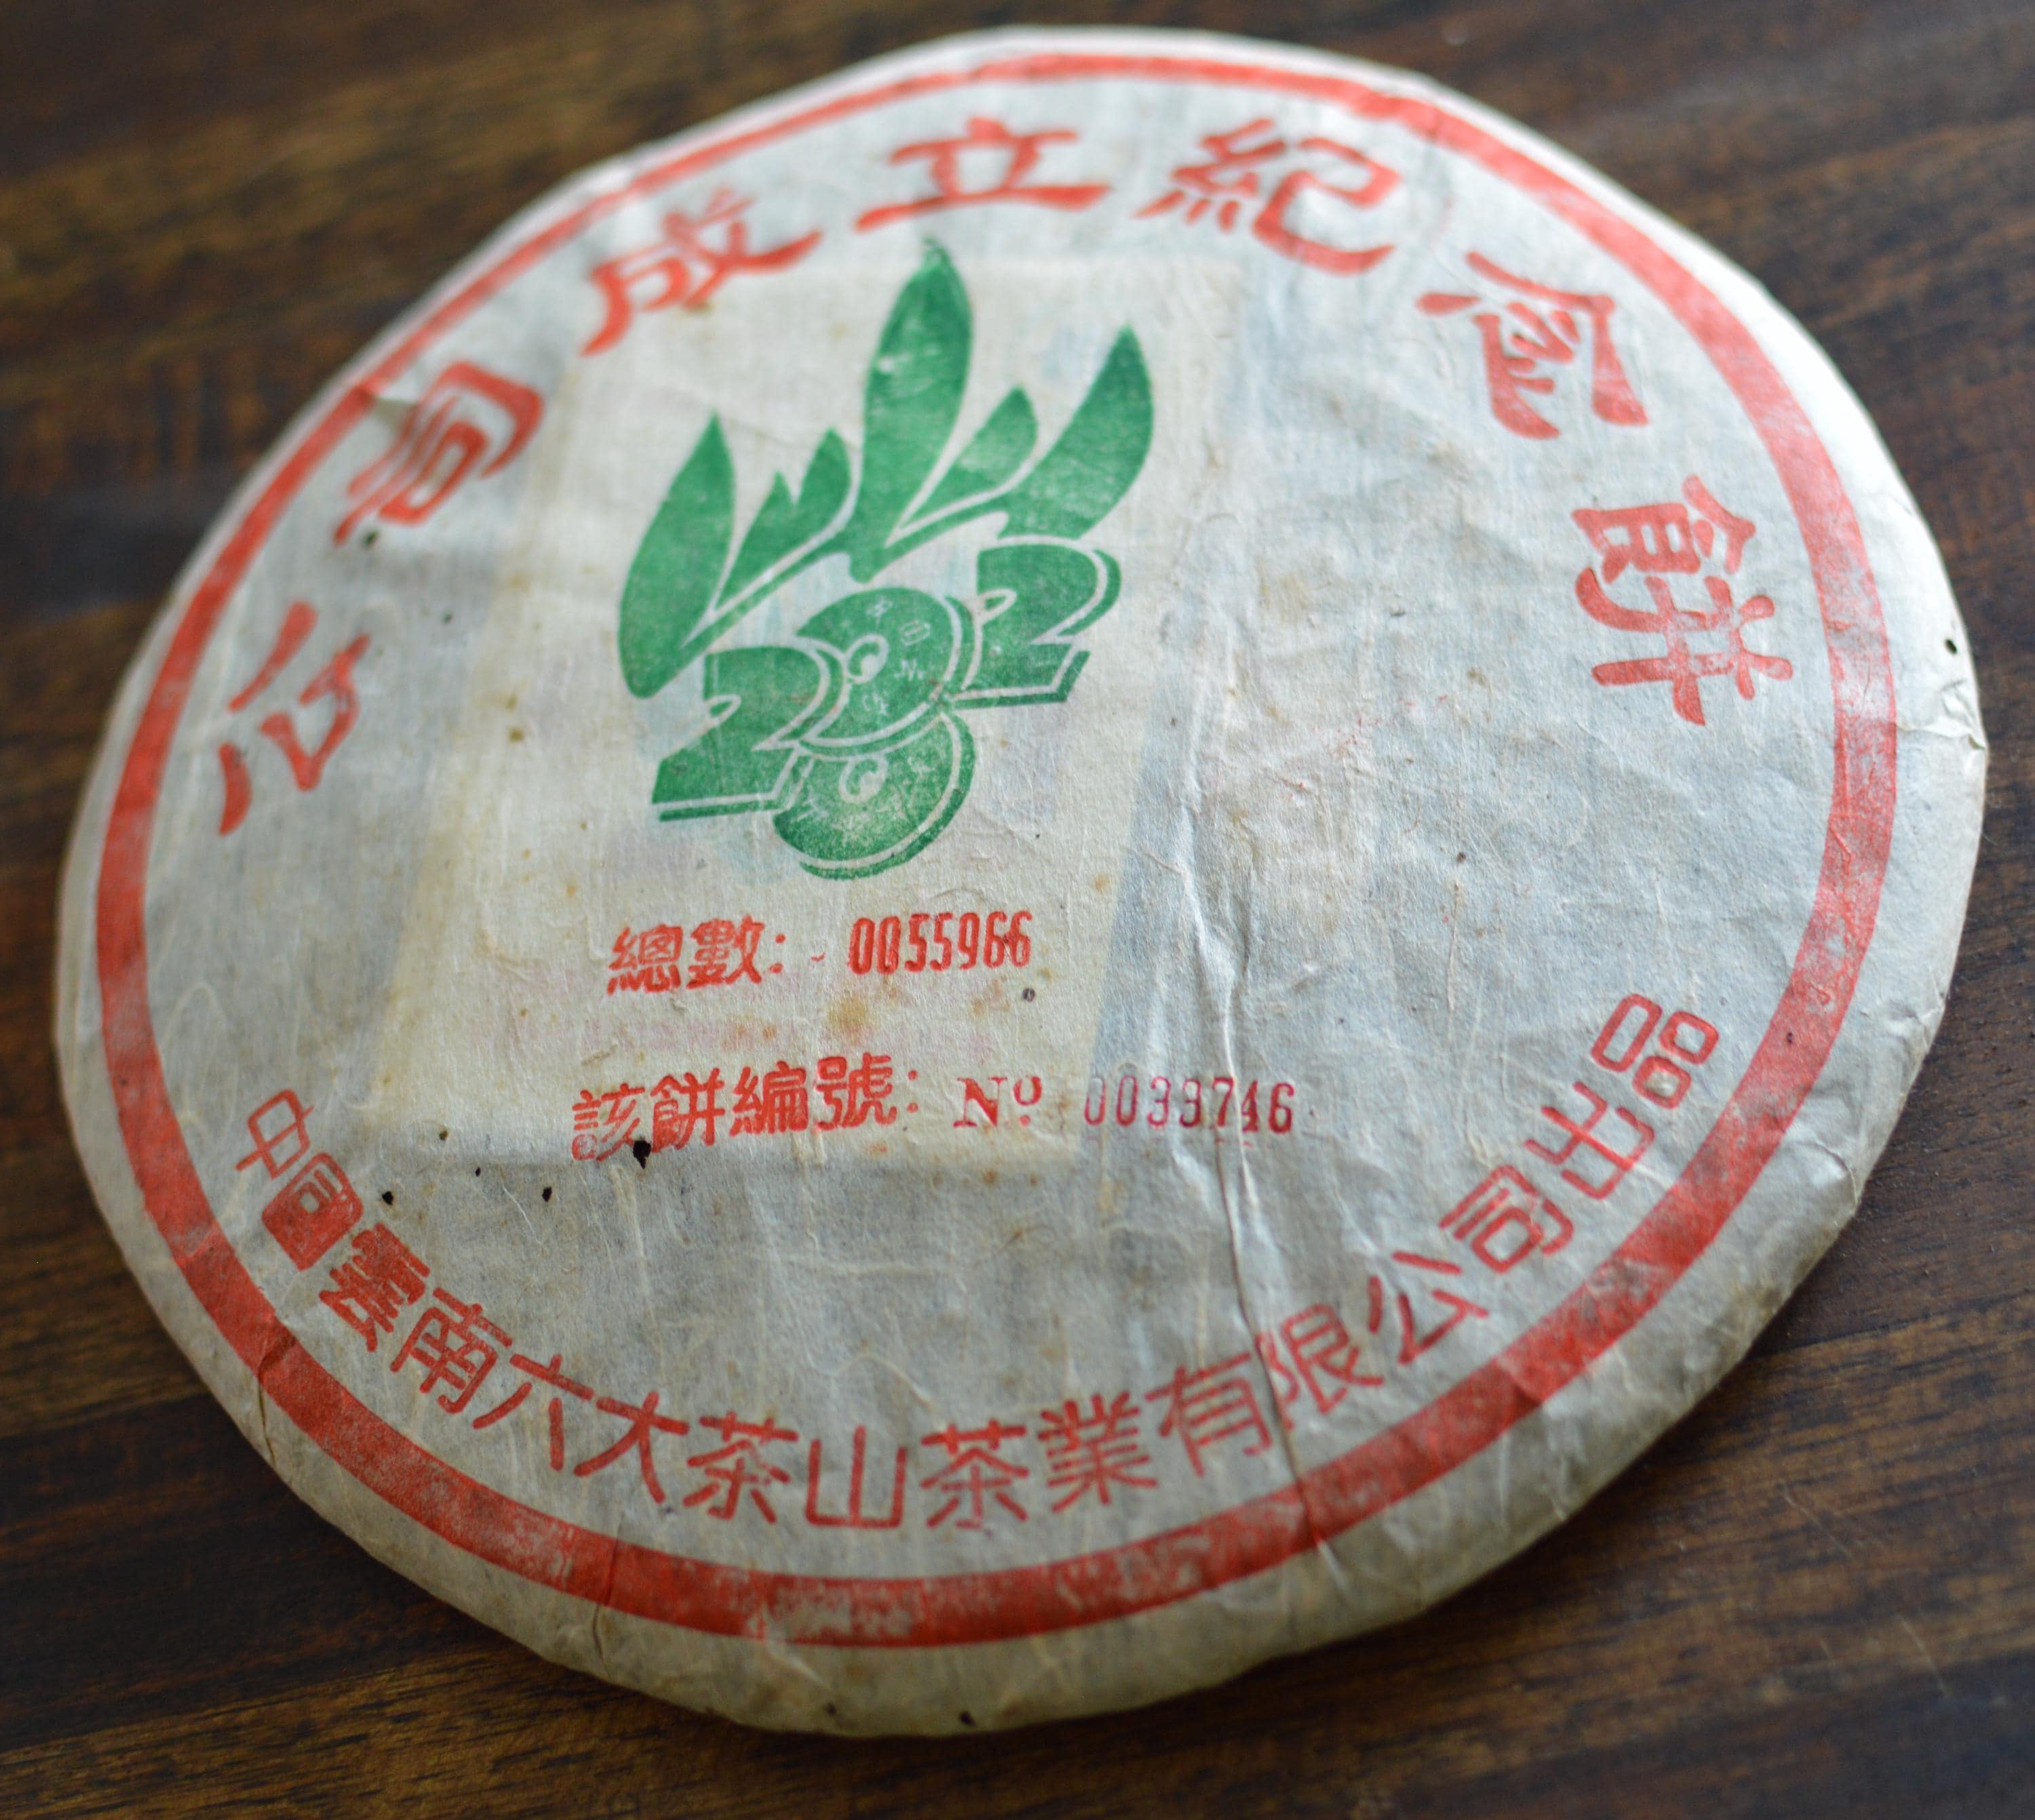 公司成立紀念餅
2002
總數: 0055966
該餅編號: Nº 0039746
中國雲南六大茶山茶業有限公司出品